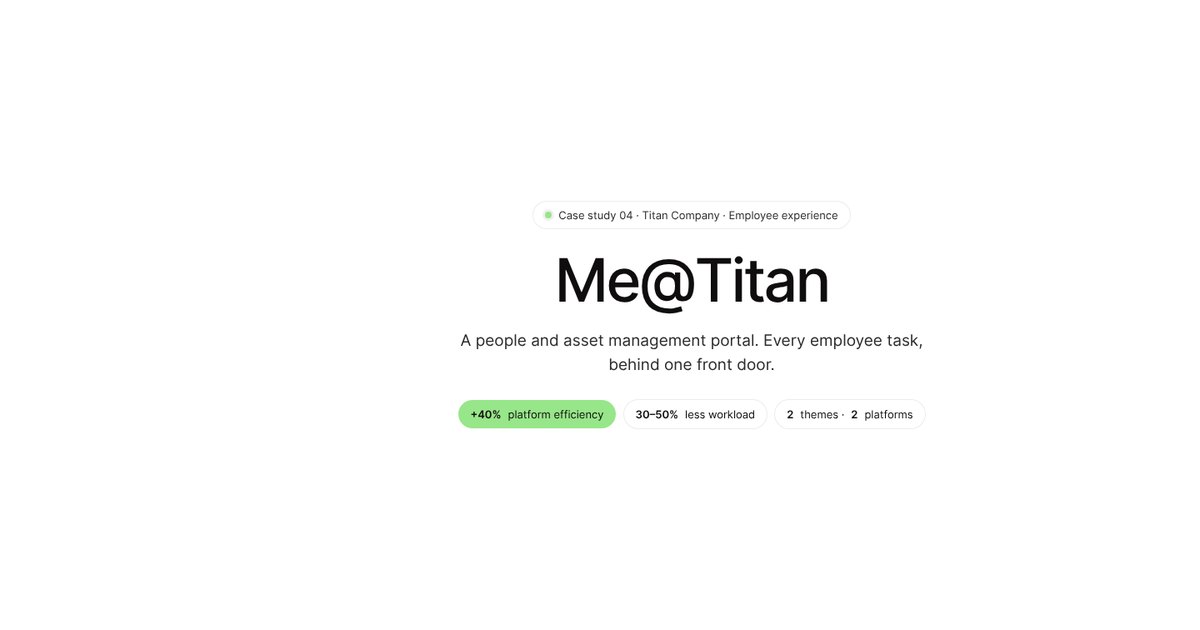 Case study 04 · Titan Company · Employee experience
Me@Titan
A people and asset management portal. Every employee task,
behind one front door.
+40% platform efficiency
30–50% less workload
2 themes · 2 platforms